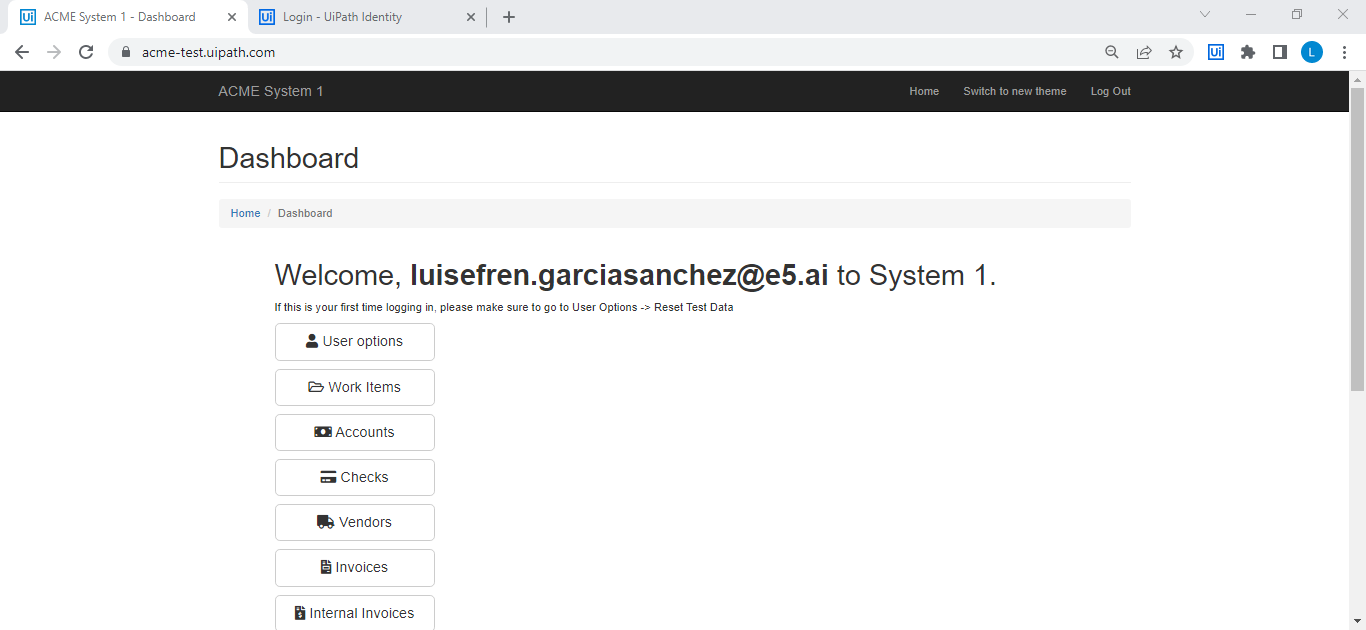 Ui ACME System 1 - Dashboard
Ui Login - UiPath Identity
acme-test.uipath.com
Ui
L
ACME System 1
Home
Switch to new theme
Log Out
Dashboard
Home / Dashboard
Welcome, luisefren.garciasanchez@e5.ai to System 1.
If this is your first time logging in, please make sure to go to User Options -> Reset Test Data
User options
Work Items
Accounts
Checks
Vendors
Invoices
Internal Invoices